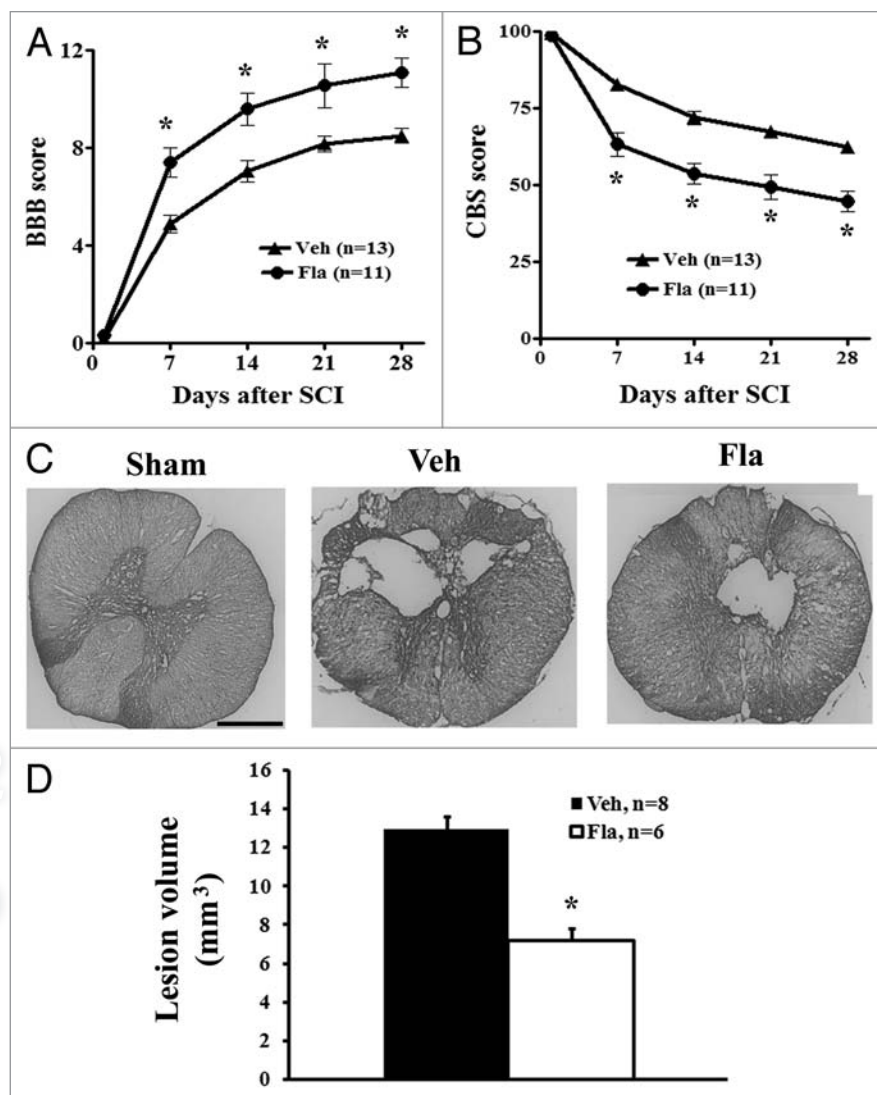 A
BBB score
12
8
4
0
* * * * *
Veh (n=13)
Fla (n=11)
0 7 14 21 28
Days after SCI
B
CBS score
100
75
50
25
0
* * * *
Veh (n=13)
Fla (n=11)
0 7 14 21 28
Days after SCI
C
Sham Veh Fla
D
Lesion volume
(mm³)
16
14
12
10
8
6
4
2
0
Veh, n=8
Fla, n=6
*